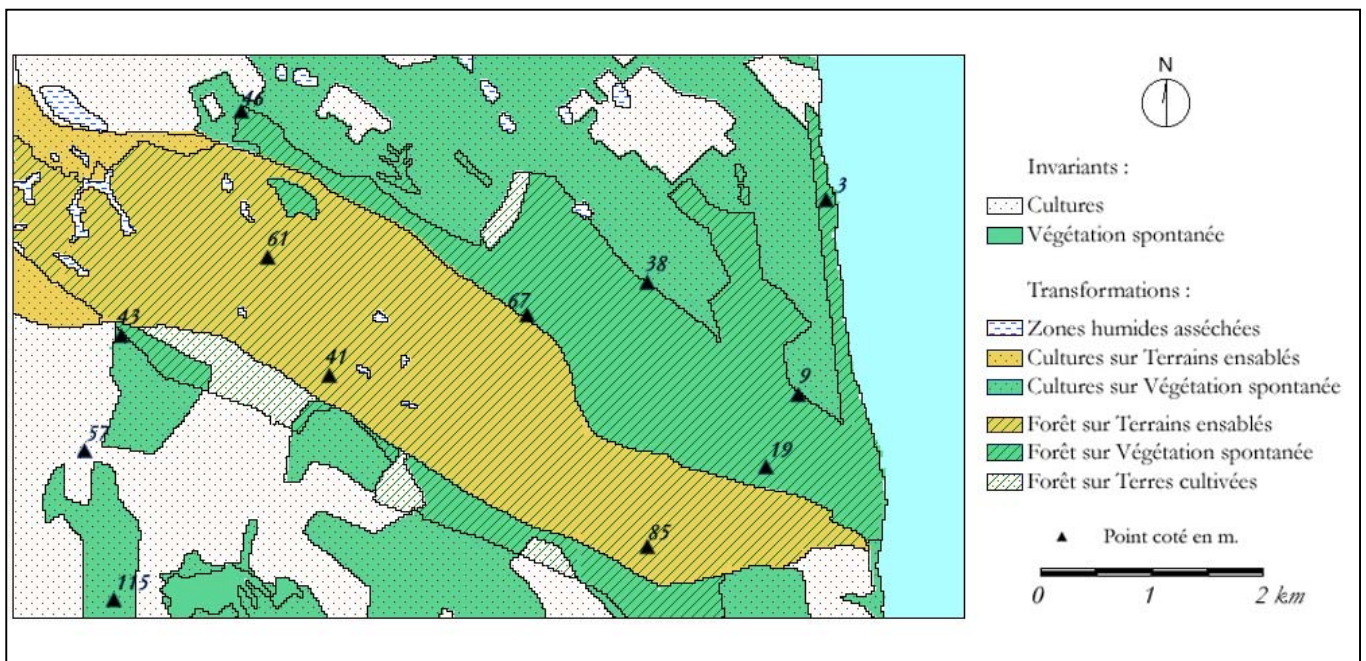 46
3
61
38
67
43
41
9
57
19
85
115
N
Invariants :
Cultures
Végétation spontanée
Transformations :
Zones humides asséchées
Cultures sur Terrains ensablés
Cultures sur Végétation spontanée
Forêt sur Terrains ensablés
Forêt sur Végétation spontanée
Forêt sur Terres cultivées
Point coté en m.
0 1 2 km